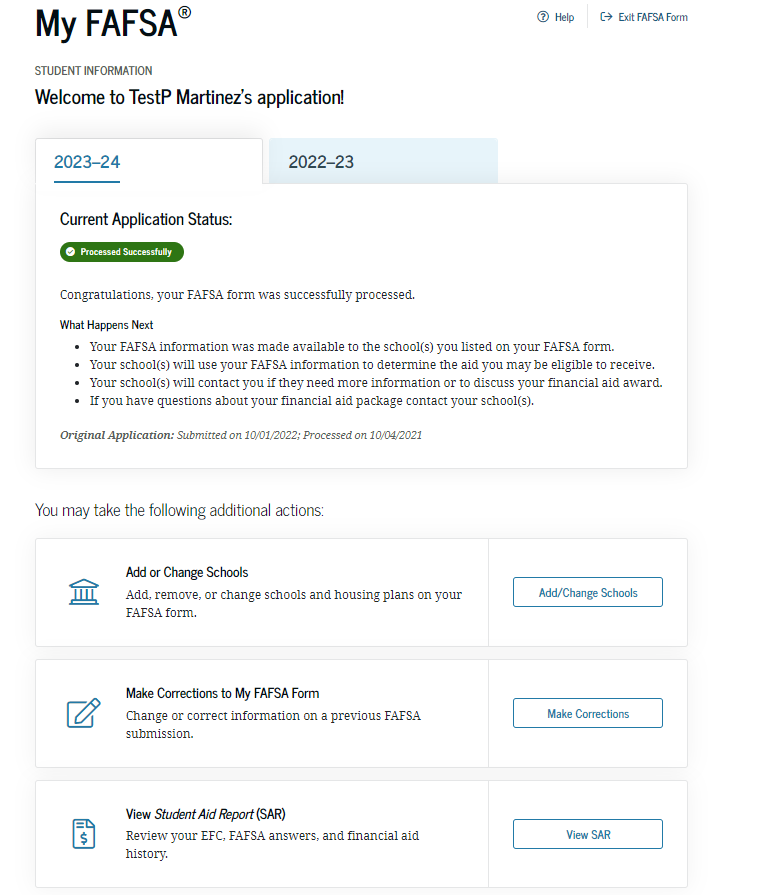 My FAFSA®
Help
Exit FAFSA Form
STUDENT INFORMATION
Welcome to TestP Martinez's application!
2023–24
2022–23
Current Application Status:
Processed Successfully
Congratulations, your FAFSA form was successfully processed.
What Happens Next
• Your FAFSA information was made available to the school(s) you listed on your FAFSA form.
• Your school(s) will use your FAFSA information to determine the aid you may be eligible to receive.
• Your school(s) will contact you if they need more information or to discuss your financial aid award.
• If you have questions about your financial aid package contact your school(s).
Original Application: Submitted on 10/01/2022; Processed on 10/04/2021
You may take the following additional actions:
Add or Change Schools
Add, remove, or change schools and housing plans on your
FAFSA form.
Add/Change Schools
Make Corrections to My FAFSA Form
Change or correct information on a previous FAFSA
submission.
Make Corrections
View Student Aid Report (SAR)
Review your EFC, FAFSA answers, and financial aid
history.
View SAR